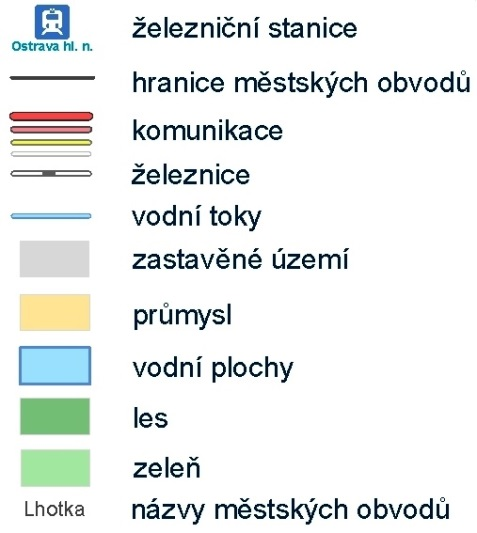 železniční stanice
Ostrava hl. n.
hranice městských obvodů
komunikace
železnice
vodní toky
zastavěné území
průmysl
vodní plochy
les
zeleň
Lhotka názvy městských obvodů